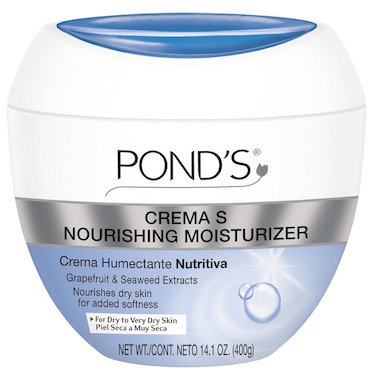 POND'S®
CREMA S
NOURISHING MOISTURIZER
Crema Humectante Nutritiva
Grapefruit & Seaweed Extracts
Nourishes dry skin
for added softness
▸For Dry to Very Dry Skin
Piel Seca a Muy Seca
NET WT./CONT. NETO 14.1 OZ. (400g)